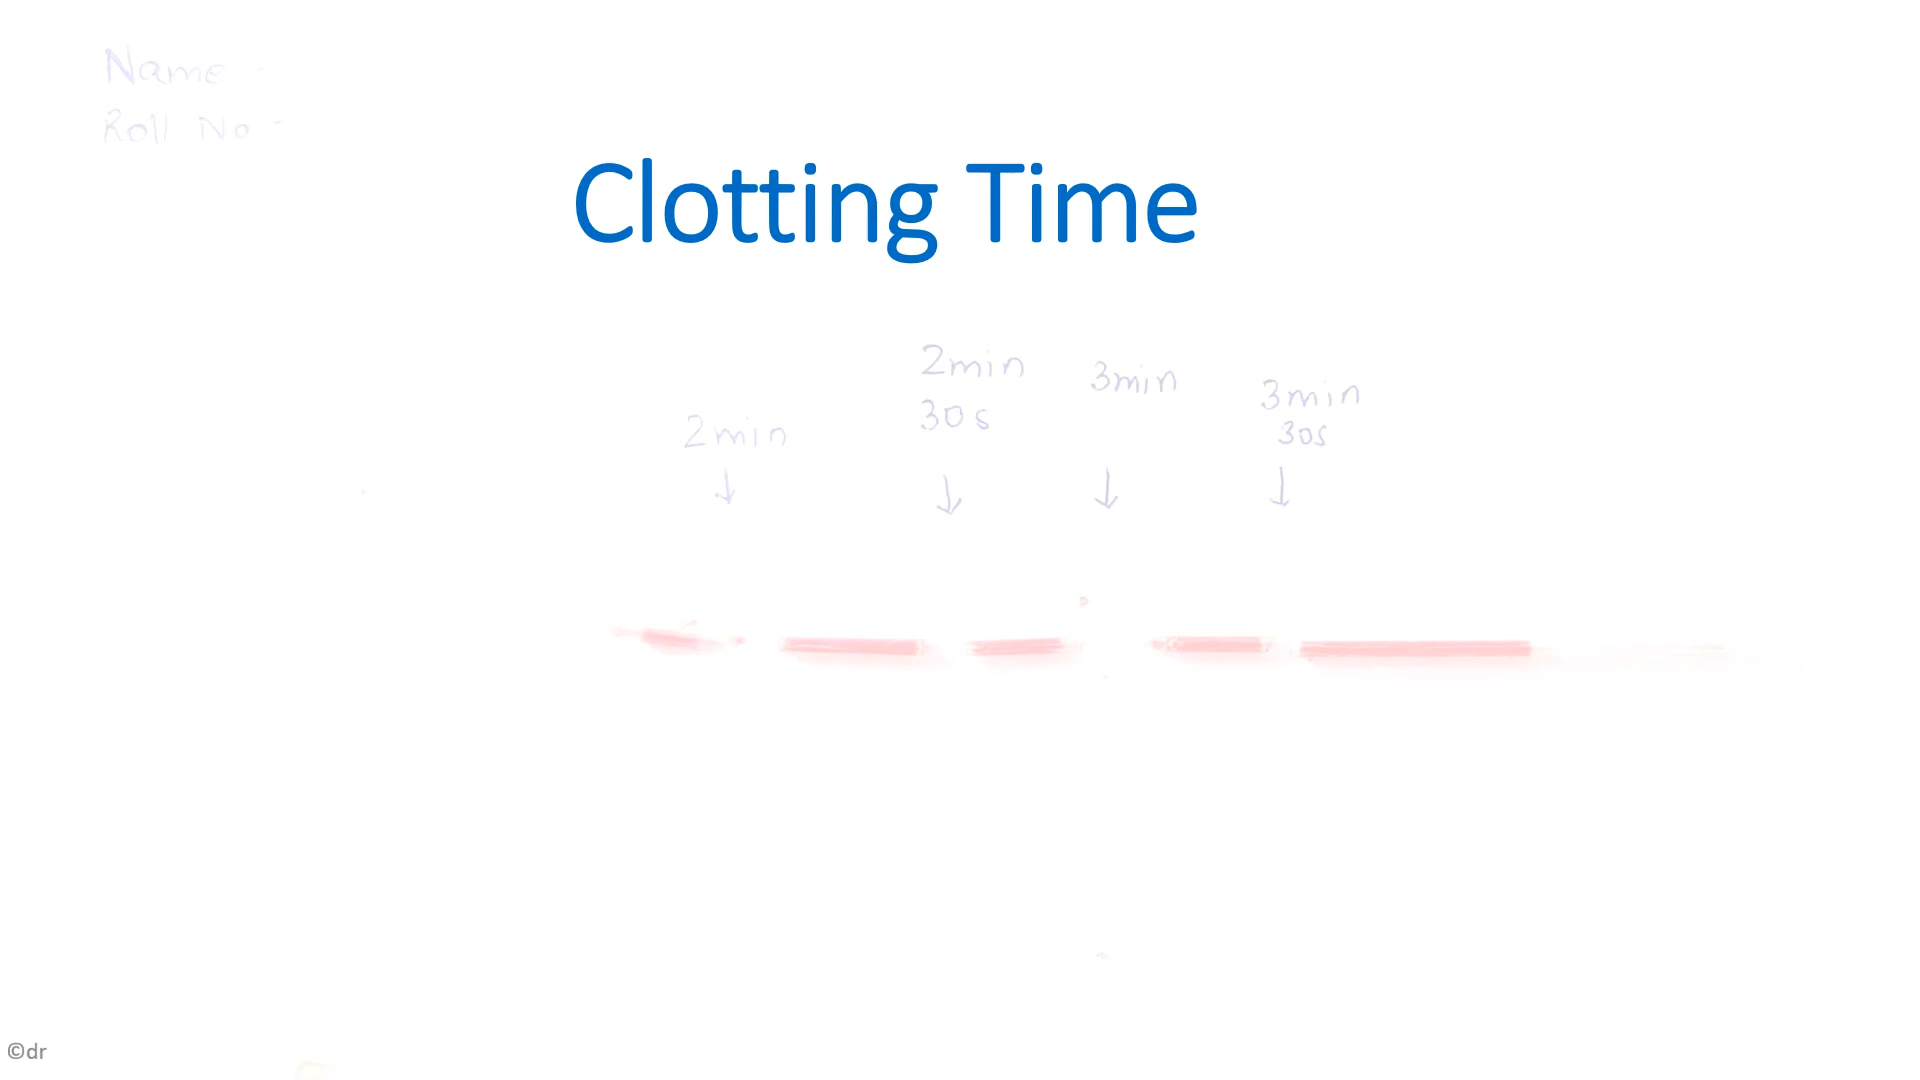 Name -
Roll No -
Clotting Time
2min
2min
30s
3min
3min
30s
©dr